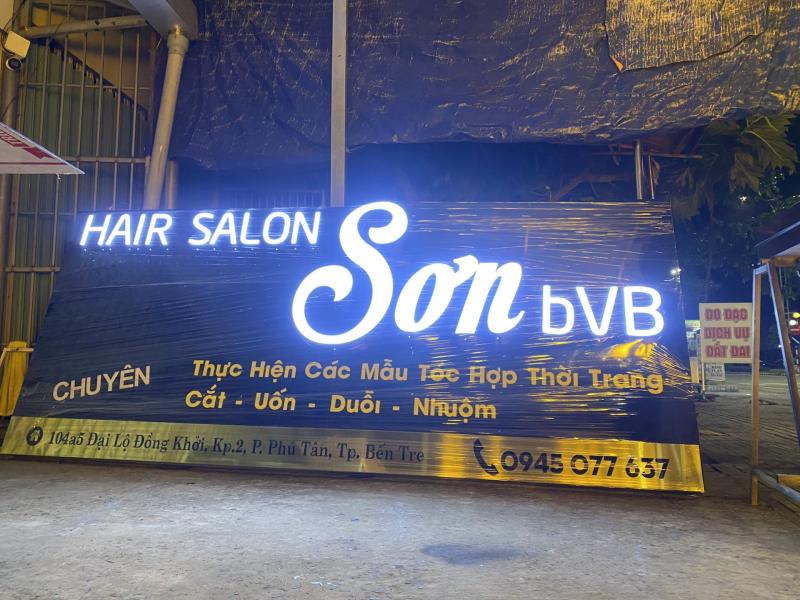 HAIR SALON
Sơn bVB
CHUYÊN
Thực Hiện Các Mẫu Tóc Hợp Thời Trang
Cắt - Uốn - Duỗi - Nhuộm
104a5 Đại Lộ Đồng Khởi, Kp.2, P. Phú Tân, Tp. Bến Tre
0945 077 637
ĐO ĐẠC
DỊCH VỤ
ĐẤT ĐAI